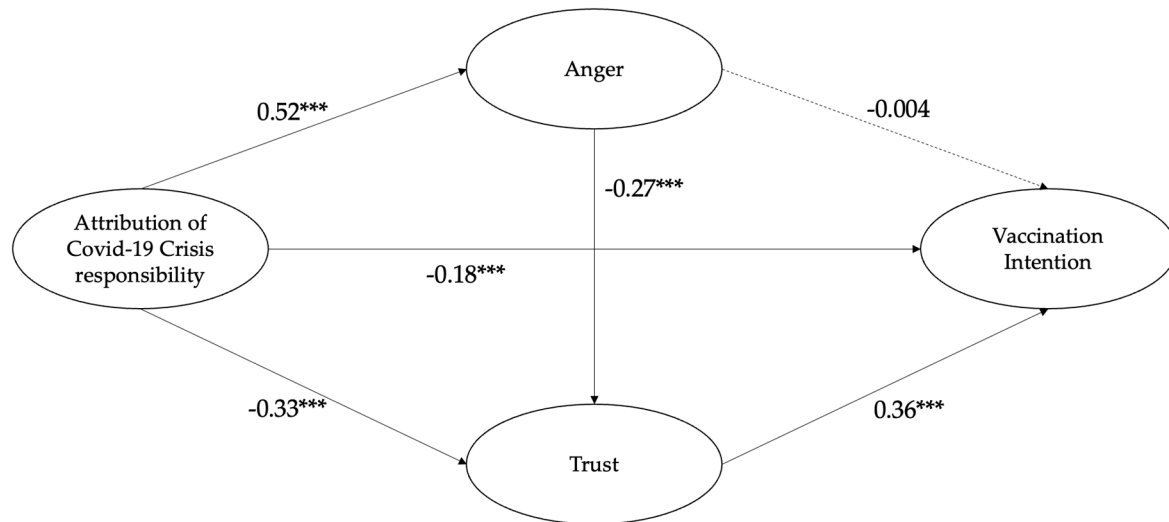 Anger
0.52***
-0.004
-0.27***
Attribution of
Covid-19 Crisis
responsibility
Vaccination
Intention
-0.18***
-0.33***
0.36***
Trust